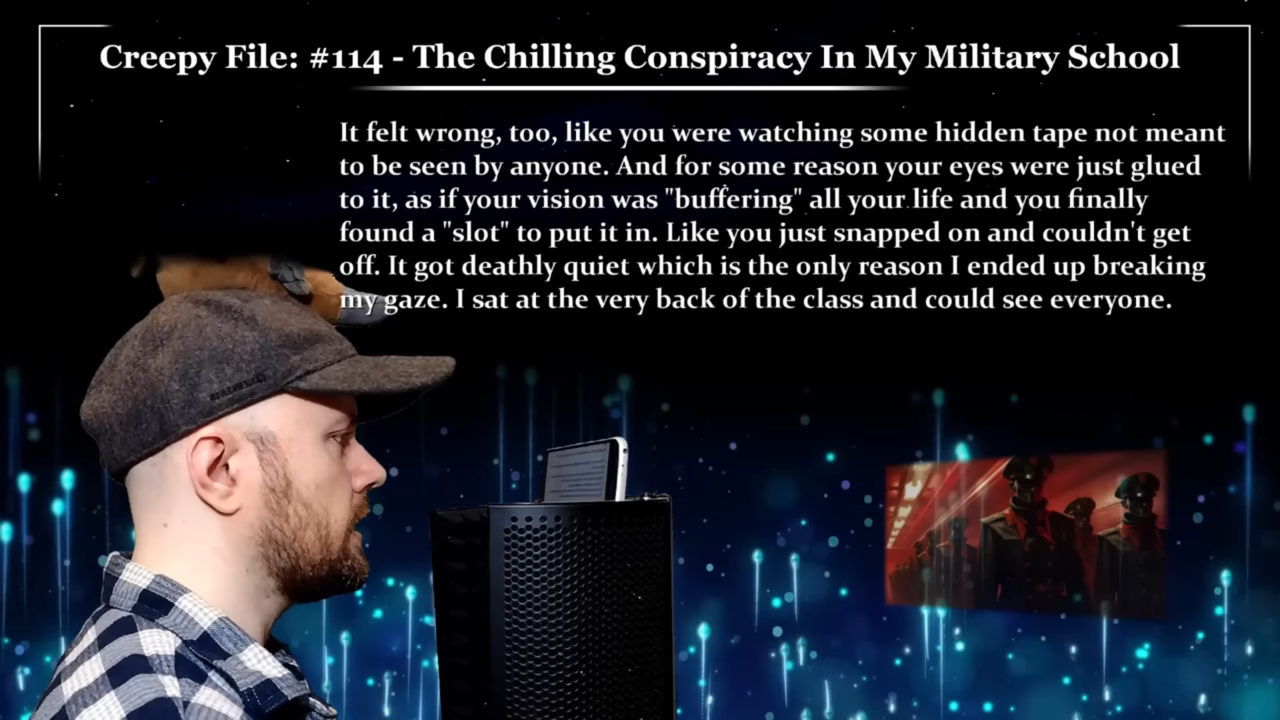 Creepy File: #114 - The Chilling Conspiracy In My Military School
It felt wrong, too, like you were watching some hidden tape not meant
to be seen by anyone. And for some reason your eyes were just glued
to it, as if your vision was "buffering" all your life and you finally
found a "slot" to put it in. Like you just snapped on and couldn't get
off. It got deathly quiet which is the only reason I ended up breaking
my gaze. I sat at the very back of the class and could see everyone.